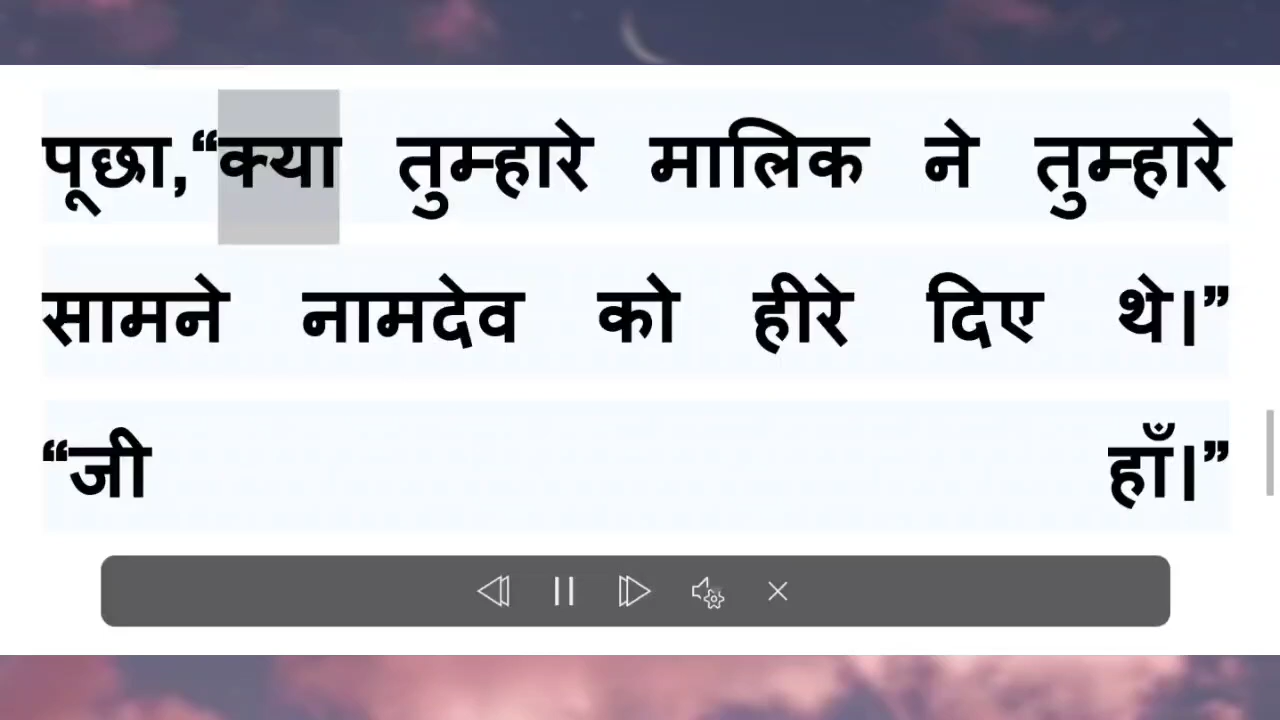 पूछा,“क्या तुम्हारे मालिक ने तुम्हारे
सामने नामदेव को हीरे दिए थे।”
“जी हाँ।”